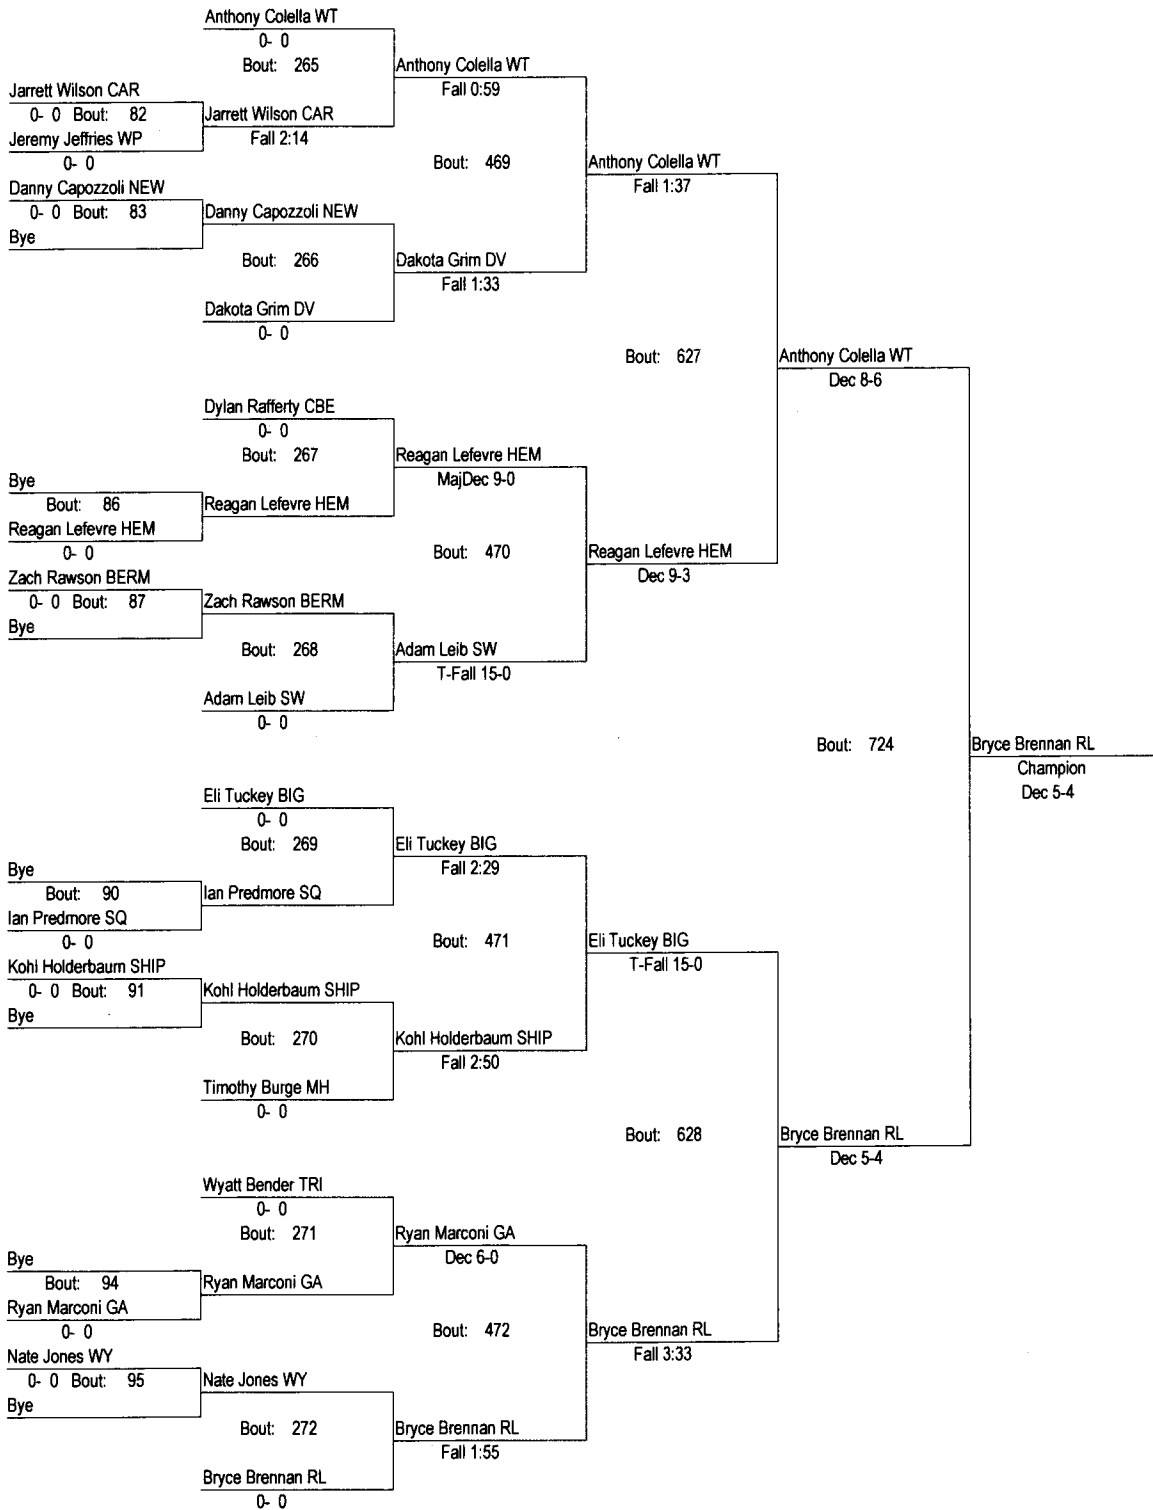 Anthony Colella WT
0- 0
Bout: 265
Anthony Colella WT
Fall 0:59
Jarrett Wilson CAR
0- 0 Bout: 82
Jarrett Wilson CAR
Jeremy Jeffries WP
Fall 2:14
0- 0
Bout: 469
Anthony Colella WT
Fall 1:37
Danny Capozzoli NEW
0- 0 Bout: 83
Danny Capozzoli NEW
Bye
Bout: 266
Dakota Grim DV
Fall 1:33
Dakota Grim DV
0- 0
Bout: 627
Anthony Colella WT
Dec 8-6
Dylan Rafferty CBE
0- 0
Bout: 267
Reagan Lefevre HEM
MajDec 9-0
Bye
Bout: 86
Reagan Lefevre HEM
Reagan Lefevre HEM
0- 0
Bout: 470
Reagan Lefevre HEM
Dec 9-3
Zach Rawson BERM
0- 0 Bout: 87
Zach Rawson BERM
Bye
Bout: 268
Adam Leib SW
T-Fall 15-0
Adam Leib SW
0- 0
Bout: 724
Bryce Brennan RL
Champion
Dec 5-4
Eli Tuckey BIG
0- 0
Bout: 269
Eli Tuckey BIG
Fall 2:29
Bye
Bout: 90
Ian Predmore SQ
Ian Predmore SQ
0- 0
Bout: 471
Eli Tuckey BIG
T-Fall 15-0
Kohl Holderbaum SHIP
0- 0 Bout: 91
Kohl Holderbaum SHIP
Bye
Bout: 270
Kohl Holderbaum SHIP
Fall 2:50
Timothy Burge MH
0- 0
Bout: 628
Bryce Brennan RL
Dec 5-4
Wyatt Bender TRI
0- 0
Bout: 271
Ryan Marconi GA
Dec 6-0
Bye
Bout: 94
Ryan Marconi GA
Ryan Marconi GA
0- 0
Bout: 472
Bryce Brennan RL
Fall 3:33
Nate Jones WY
0- 0 Bout: 95
Nate Jones WY
Bye
Bout: 272
Bryce Brennan RL
Fall 1:55
Bryce Brennan RL
0- 0